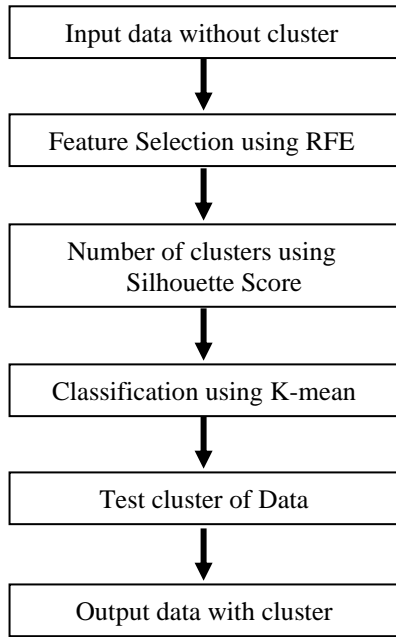 Input data without cluster
Feature Selection using RFE
Number of clusters using
Silhouette Score
Classification using K-mean
Test cluster of Data
Output data with cluster